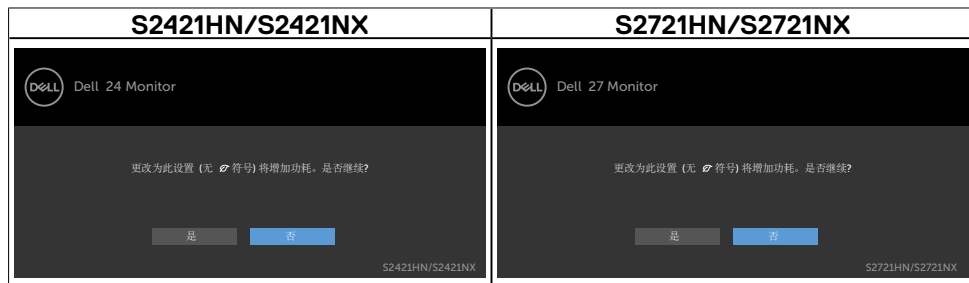 S2421HN/S2421NX
S2721HN/S2721NX
DELL Dell 24 Monitor
更改为此设置 (无 符号) 将增加功耗。是否继续?
是 否
S2421HN/S2421NX
DELL Dell 27 Monitor
更改为此设置 (无 符号) 将增加功耗。是否继续?
是 否
S2721HN/S2721NX